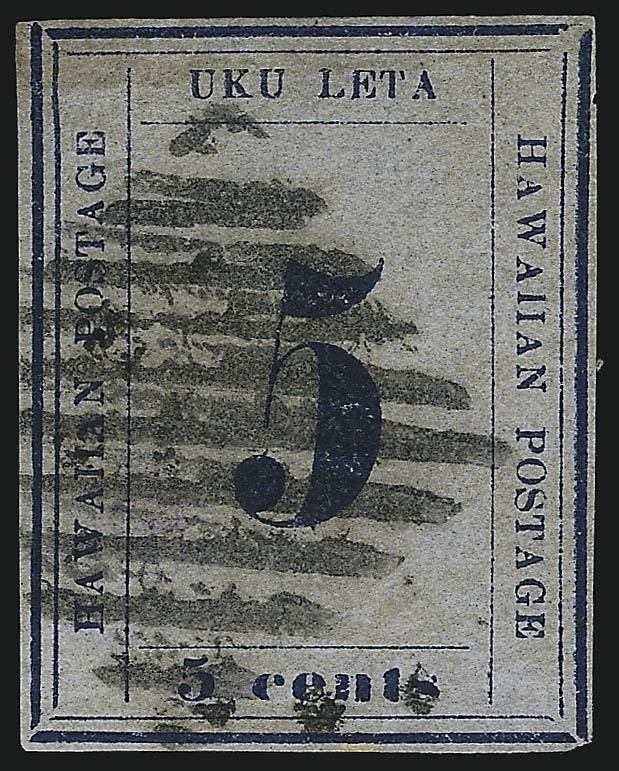 UKU LETA
HAWAIIAN POSTAGE
5
HAWAIIAN POSTAGE
5 cents